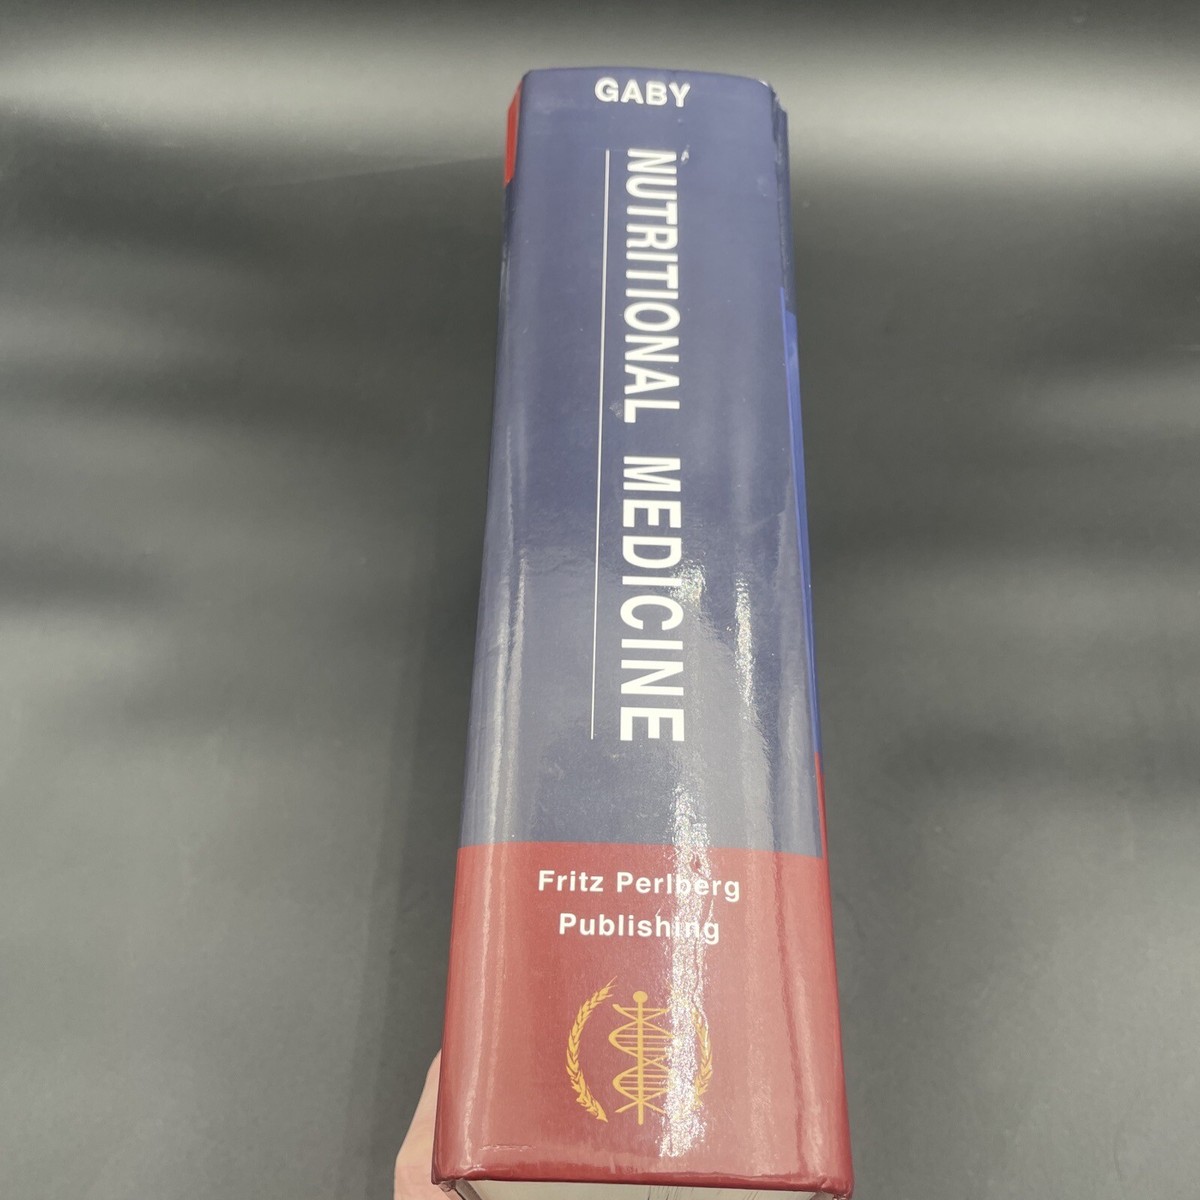 GABY
NUTRITIONAL MEDICINE
Fritz Perlberg
Publishing